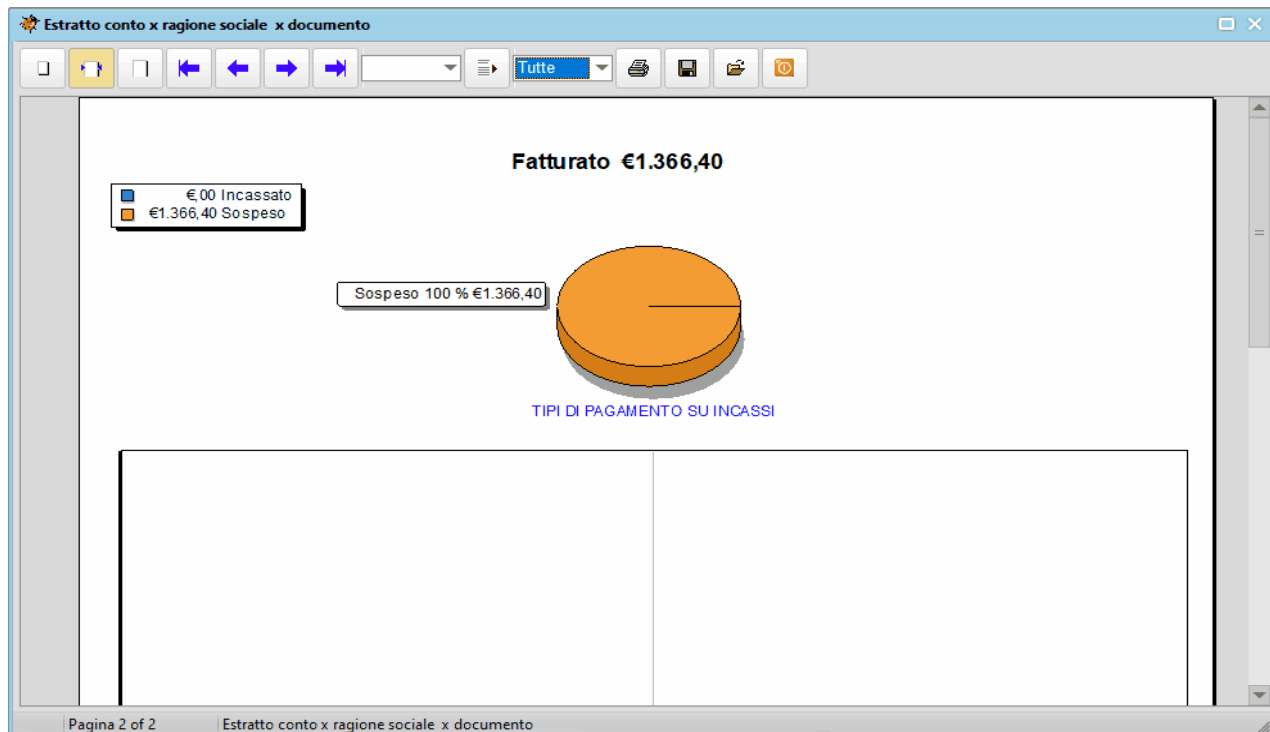 Estratto conto x ragione sociale x documento
Tutte
Fatturato €1.366,40
€,00 Incassato
€1.366,40 Sospeso
Sospeso 100 % €1.366,40
TIPI DI PAGAMENTO SU INCASSI
Pagina 2 of 2 Estratto conto x ragione sociale x documento